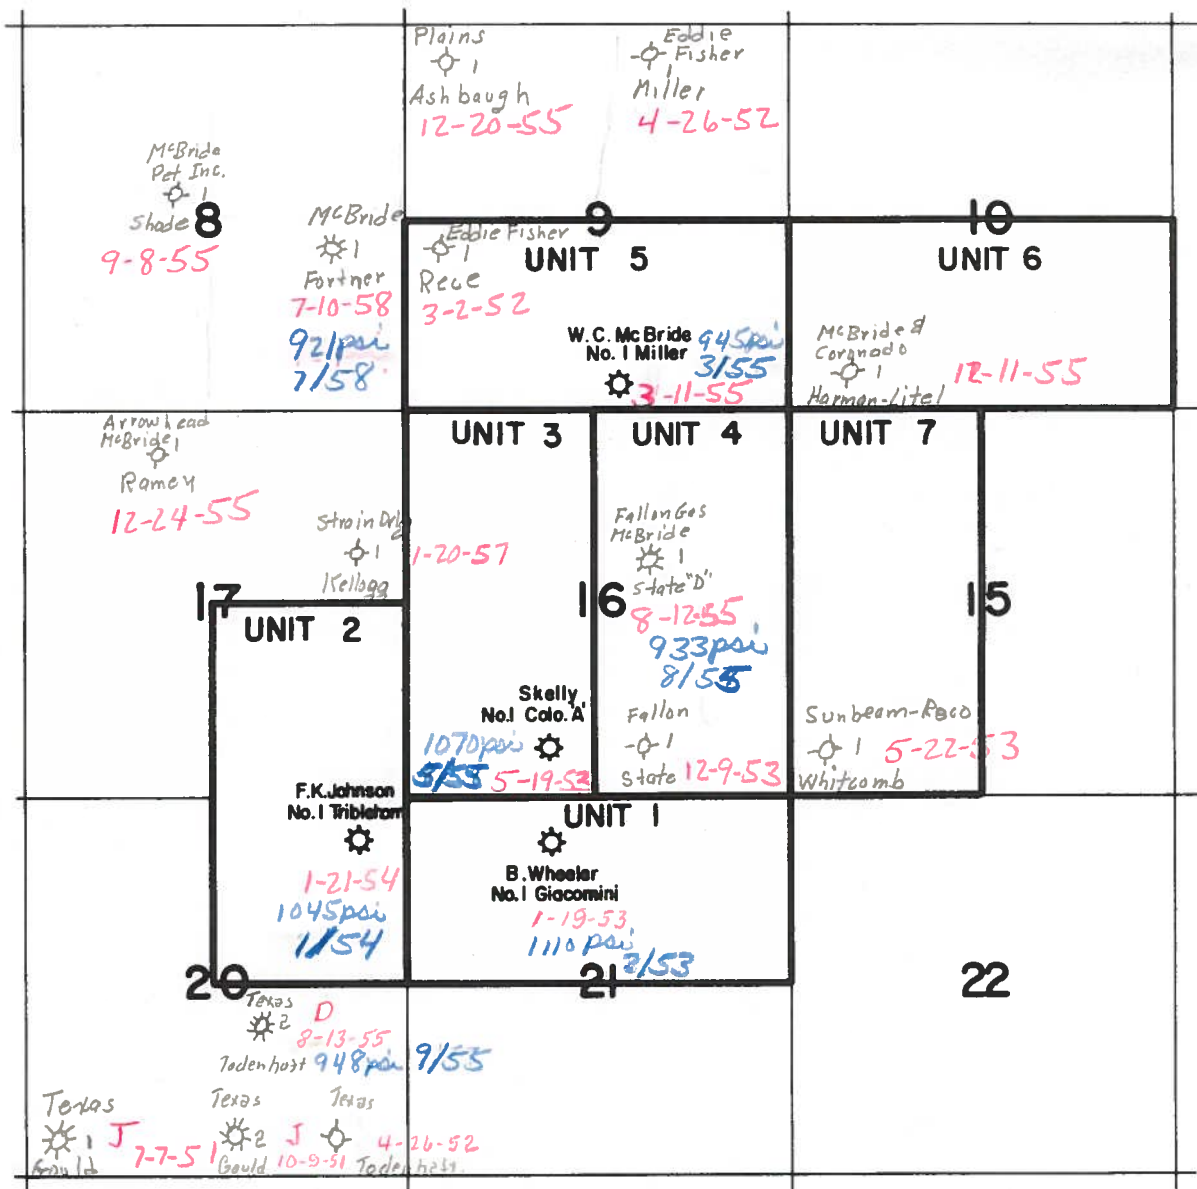 Plains
1
Ashbaugh
12-20-55
Eddie
Fisher
1
Miller
4-26-52
McBride
Pet Inc.
1
Shade
8
9-8-55
McBride
1
Fortner
7-10-58
921psi
7/58
9
10
Eddie Fisher
1
Rece
3-2-52
UNIT 5
UNIT 6
W.C. McBride
No. 1 Miller
945psi
3/55
3-11-55
McBride &
Coronado
1
Harman-Litel
12-11-55
Arrowhead
McBride 1
Ramey
12-24-55
Strain Drlg
1
Kellogg
1-20-57
UNIT 3
UNIT 4
UNIT 7
Fallon Gas
McBride
1
State "D"
8-12-55
933psi
8/55
17
16
15
UNIT 2
Skelly
No.1 Colo. 'A'
1070psi
5/53
5-19-53
Fallon
1
State
12-9-53
Sunbeam-Raco
1
5-22-53
Whitcomb
F.K.Johnson
No.1 Triblehorn
1-21-54
1045psi
1/54
UNIT 1
B.Wheeler
No.1 Giacomini
1-19-53
1110 psi
2/53
20
21
22
Texas
2
D
8-13-55
Todenhoft 948psi 9/55
Texas
1
J
7-7-51
Gould
Texas
2
J
Gould 10-9-51
Texas
4-26-52